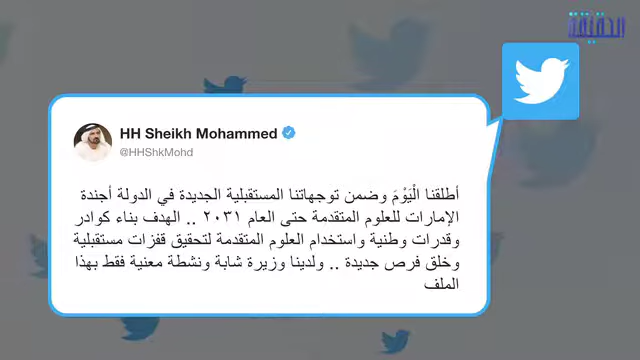 الحقيقة
HH Sheikh Mohammed
@HHShkMohd
أطلقنا الْيَوْمَ وضمن توجهاتنا المستقبلية الجديدة في الدولة أجندة
الإمارات للعلوم المتقدمة حتى العام ٢٠٣١ .. الهدف بناء كوادر
وقدرات وطنية واستخدام العلوم المتقدمة لتحقيق قفزات مستقبلية
وخلق فرص جديدة .. ولدينا وزيرة شابة ونشطة معنية فقط بهذا
الملف